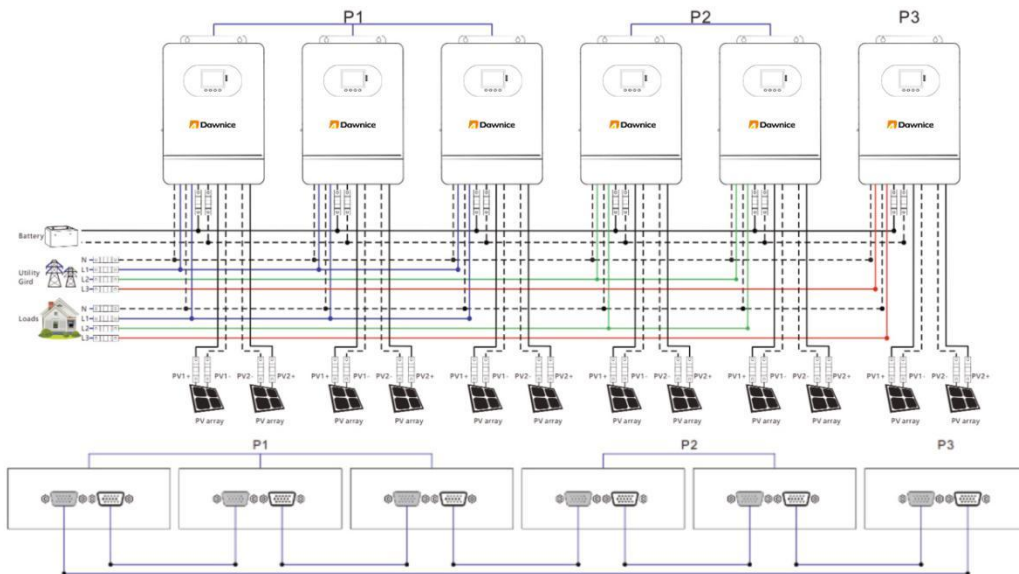 P1 P2 P3
Dawnice Dawnice Dawnice Dawnice Dawnice Dawnice
Battery
N
Utility L1
Gird L2
L3
N
Loads L1
L2
L3
PV1+ PV1- PV2- PV2+ PV1+ PV1- PV2- PV2+ PV1+ PV1- PV2- PV2+ PV1+ PV1- PV2- PV2+ PV1+ PV1- PV2- PV2+ PV1+ PV1- PV2- PV2+
PV array PV array PV array PV array PV array PV array PV array PV array PV array PV array PV array PV array
P1 P2 P3